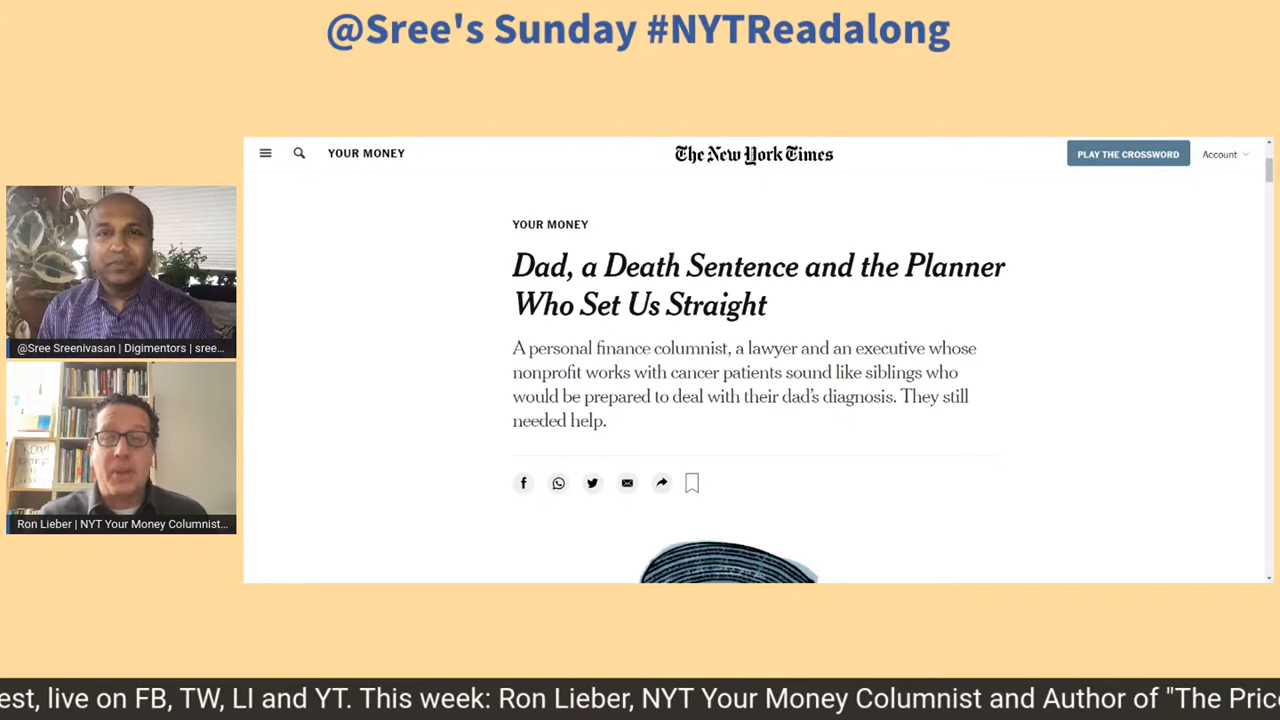 @Sree's Sunday #NYTReadalong
YOUR MONEY
The New York Times
PLAY THE CROSSWORD
Account
YOUR MONEY
Dad, a Death Sentence and the Planner
Who Set Us Straight
A personal finance columnist, a lawyer and an executive whose
nonprofit works with cancer patients sound like siblings who
would be prepared to deal with their dad's diagnosis. They still
needed help.
@Sree Sreenivasan | Digimentors | sree...
Ron Lieber | NYT Your Money Columnist...
est, live on FB, TW, LI and YT. This week: Ron Lieber, NYT Your Money Columnist and Author of "The Pric